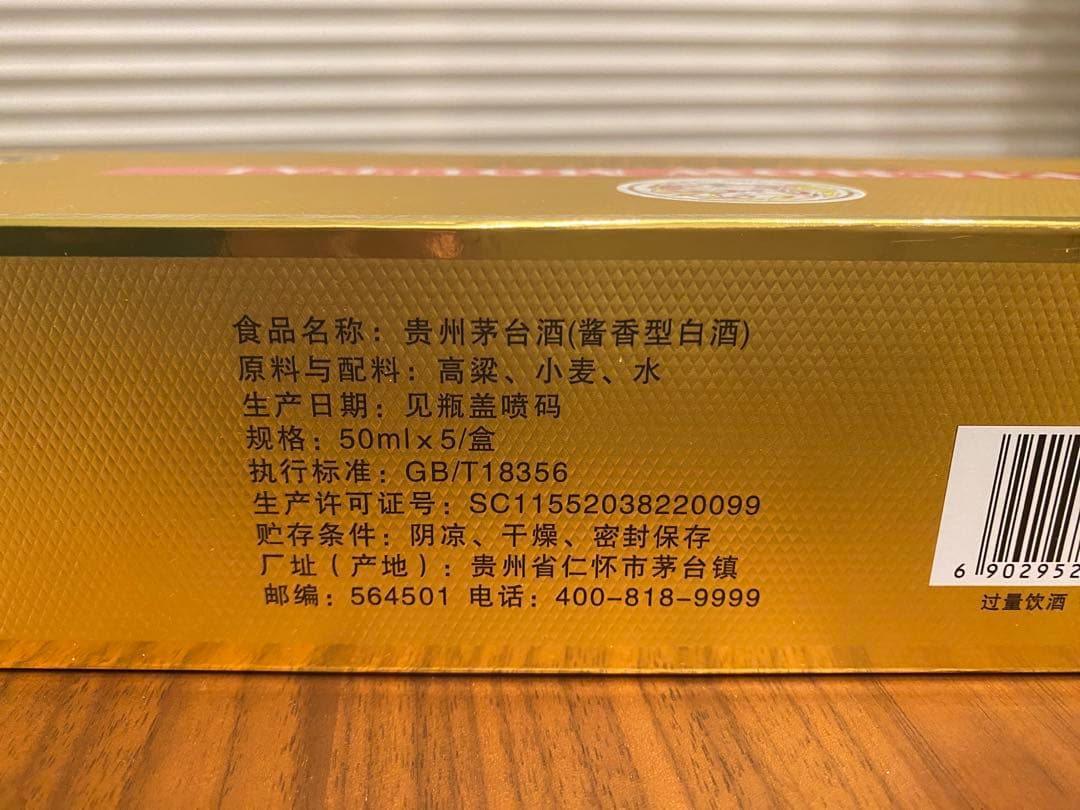 食品名称：贵州茅台酒(酱香型白酒)
原料与配料：高粱、小麦、水
生产日期：见瓶盖喷码
规格：50ml×5/盒
执行标准：GB/T18356
生产许可证号：SC11552038220099
贮存条件：阴凉、干燥、密封保存
厂址（产地）：贵州省仁怀市茅台镇
邮编：564501 电话：400-818-9999
6 902952
过量饮酒